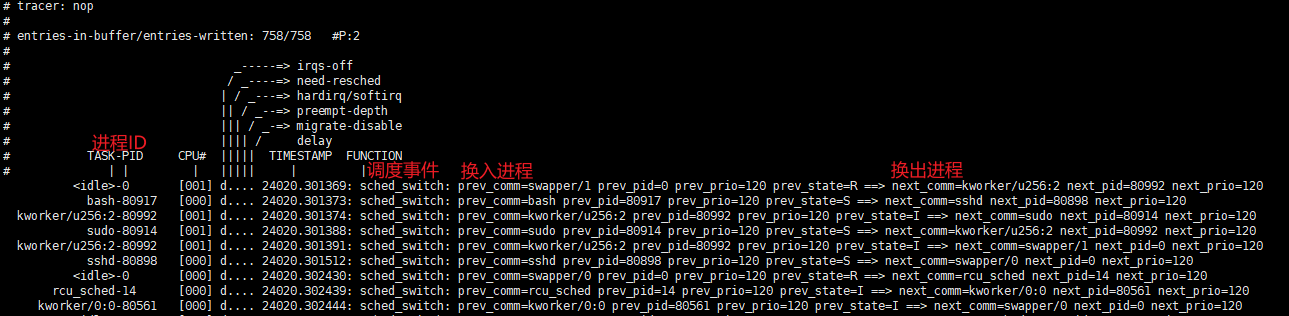 # tracer: nop
#
# entries-in-buffer/entries-written: 758/758   #P:2
#
#                                _-----=> irqs-off
#                               / _----=> need-resched
#                              | / _---=> hardirq/softirq
#                              || / _--=> preempt-depth
#                              ||| / _-=> migrate-disable
进程ID
#                              |||| /     delay
#           TASK-PID     CPU#  |||||  TIMESTAMP  FUNCTION
#              | |         |   |||||     |         |
调度事件 换入进程 换出进程
<idle>-0       [001] d.... 24020.301369: sched_switch: prev_comm=swapper/1 prev_pid=0 prev_prio=120 prev_state=R ==> next_comm=kworker/u256:2 next_pid=80992 next_prio=120
bash-80917   [000] d.... 24020.301373: sched_switch: prev_comm=bash prev_pid=80917 prev_prio=120 prev_state=S ==> next_comm=sshd next_pid=80898 next_prio=120
kworker/u256:2-80992   [001] d.... 24020.301374: sched_switch: prev_comm=kworker/u256:2 prev_pid=80992 prev_prio=120 prev_state=I ==> next_comm=sudo next_pid=80914 next_prio=120
sudo-80914   [001] d.... 24020.301388: sched_switch: prev_comm=sudo prev_pid=80914 prev_prio=120 prev_state=S ==> next_comm=kworker/u256:2 next_pid=80992 next_prio=120
kworker/u256:2-80992   [001] d.... 24020.301391: sched_switch: prev_comm=kworker/u256:2 prev_pid=80992 prev_prio=120 prev_state=I ==> next_comm=swapper/1 next_pid=0 next_prio=120
sshd-80898   [000] d.... 24020.301512: sched_switch: prev_comm=sshd prev_pid=80898 prev_prio=120 prev_state=S ==> next_comm=swapper/0 next_pid=0 next_prio=120
<idle>-0       [000] d.... 24020.302430: sched_switch: prev_comm=swapper/0 prev_pid=0 prev_prio=120 prev_state=R ==> next_comm=rcu_sched next_pid=14 next_prio=120
rcu_sched-14      [000] d.... 24020.302439: sched_switch: prev_comm=rcu_sched prev_pid=14 prev_prio=120 prev_state=I ==> next_comm=kworker/0:0 next_pid=80561 next_prio=120
kworker/0:0-80561   [000] d.... 24020.302444: sched_switch: prev_comm=kworker/0:0 prev_pid=80561 prev_prio=120 prev_state=I ==> next_comm=swapper/0 next_pid=0 next_prio=120